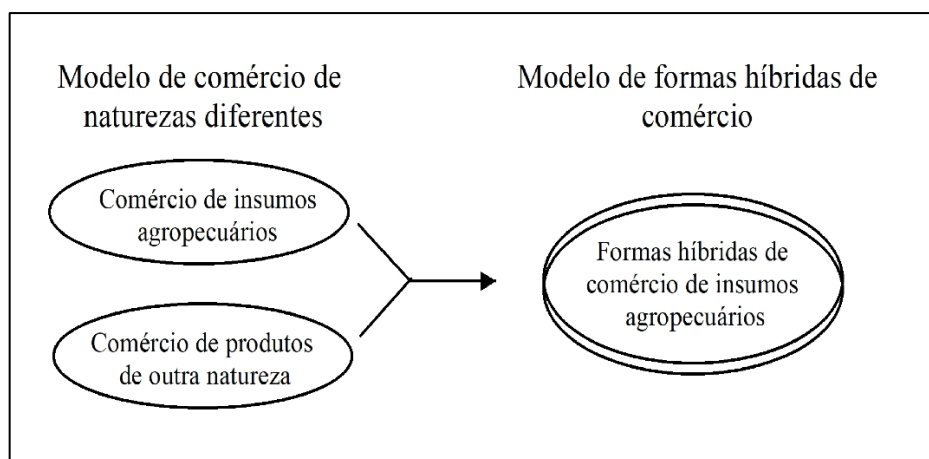 Modelo de comércio de
naturezas diferentes
Comércio de insumos
agropecuários
Comércio de produtos
de outra natureza
Modelo de formas híbridas de
comércio
Formas híbridas de
comércio de insumos
agropecuários